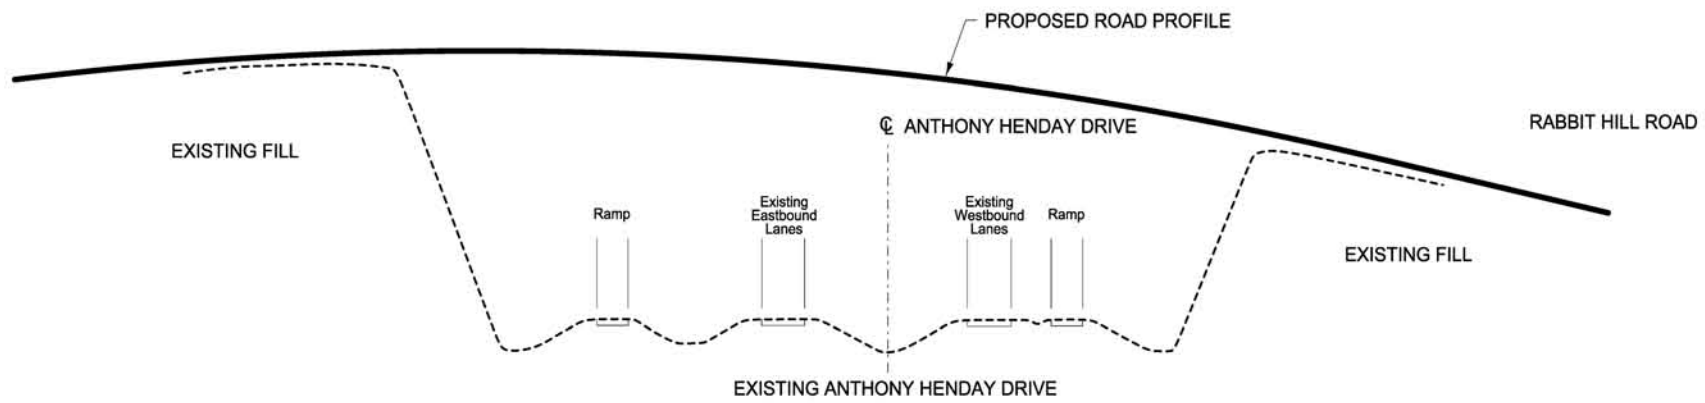 PROPOSED ROAD PROFILE
℄ ANTHONY HENDAY DRIVE
RABBIT HILL ROAD
EXISTING FILL
Ramp
Existing
Eastbound
Lanes
Existing
Westbound
Lanes
Ramp
EXISTING FILL
EXISTING ANTHONY HENDAY DRIVE